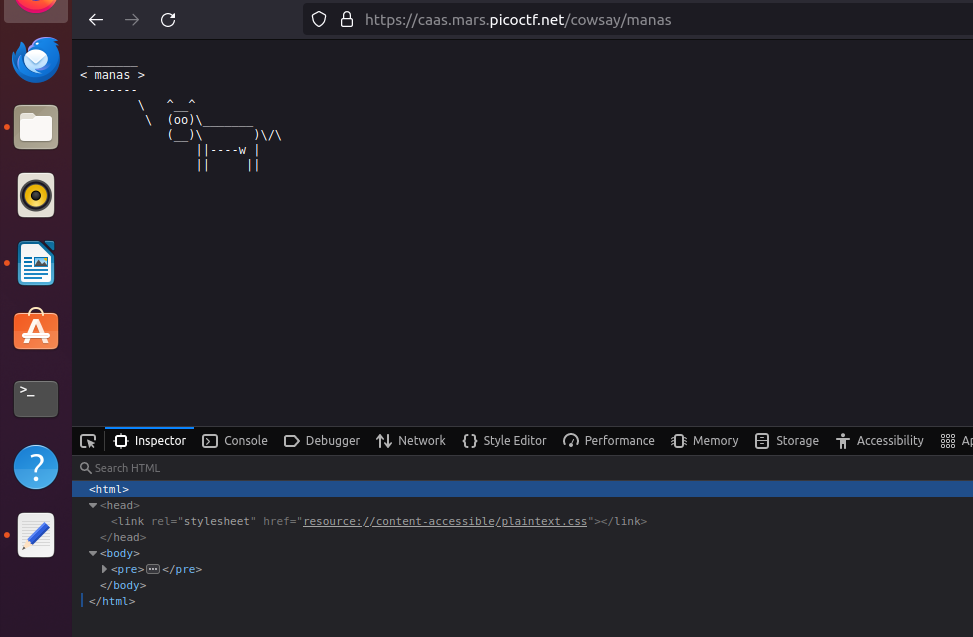 https://caas.mars.picoctf.net/cowsay/manas
 _______
< manas >
 -------
        \   ^__^
         \  (oo)\_______
            (__)\       )\/\
                ||----w |
                ||     ||
Inspector Console Debugger Network {} Style Editor Performance Memory Storage Accessibility Ap
Search HTML
<html>
<head>
<link rel="stylesheet" href="resource://content-accessible/plaintext.css"></link>
</head>
<body>
<pre>···</pre>
</body>
</html>